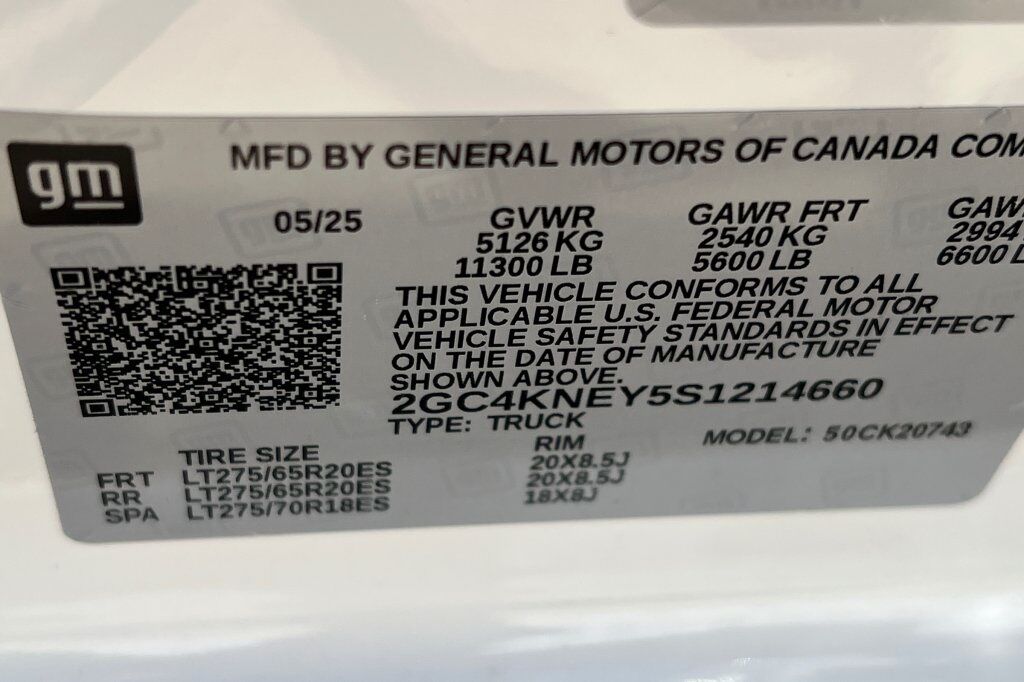 gm
MFD BY GENERAL MOTORS OF CANADA COM
05/25
GVWR GAWR FRT GAW
5126 KG 2540 KG 2994
11300 LB 5600 LB 6600 L
THIS VEHICLE CONFORMS TO ALL
APPLICABLE U.S. FEDERAL MOTOR
VEHICLE SAFETY STANDARDS IN EFFECT
ON THE DATE OF MANUFACTURE
SHOWN ABOVE.
2GC4KNEY5S1214660
TYPE: TRUCK MODEL: 50CK20743
TIRE SIZE RIM
FRT LT275/65R20ES 20X8.5J
RR LT275/65R20ES 20X8.5J
SPA LT275/70R18ES 18X8J